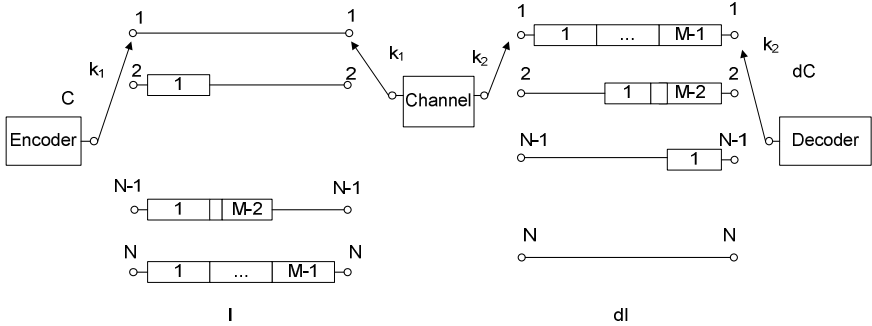 1 1 1 ... M-1 1
k₁ k₁ k₂ k₂
2 1 2 2 1 M-2 2
C dC
Encoder Channel Decoder
N-1 1 N-1
N-1 1 M-2 N-1
N 1 ... M-1 N N N
I dI